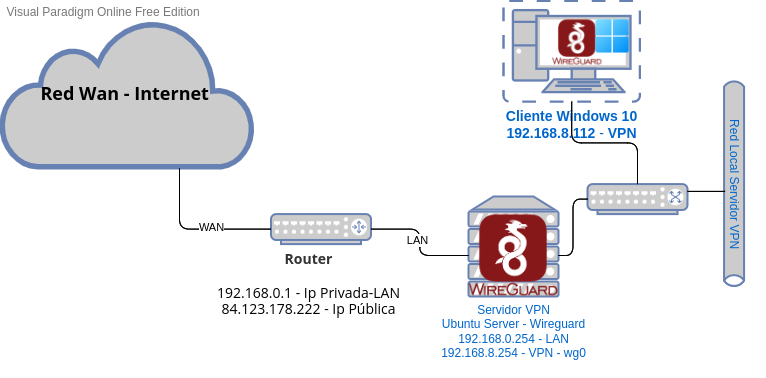 Visual Paradigm Online Free Edition
Red Wan - Internet
WIREGUARD
Cliente Windows 10
192.168.8.112 - VPN
Red Local Servidor VPN
WAN
LAN
Router
192.168.0.1 - Ip Privada-LAN
84.123.178.222 - Ip Pública
WIREGUARD
Servidor VPN
Ubuntu Server - Wireguard
192.168.0.254 - LAN
192.168.8.254 - VPN - wg0